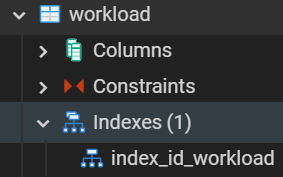 workload
Columns
Constraints
Indexes (1)
index_id_workload